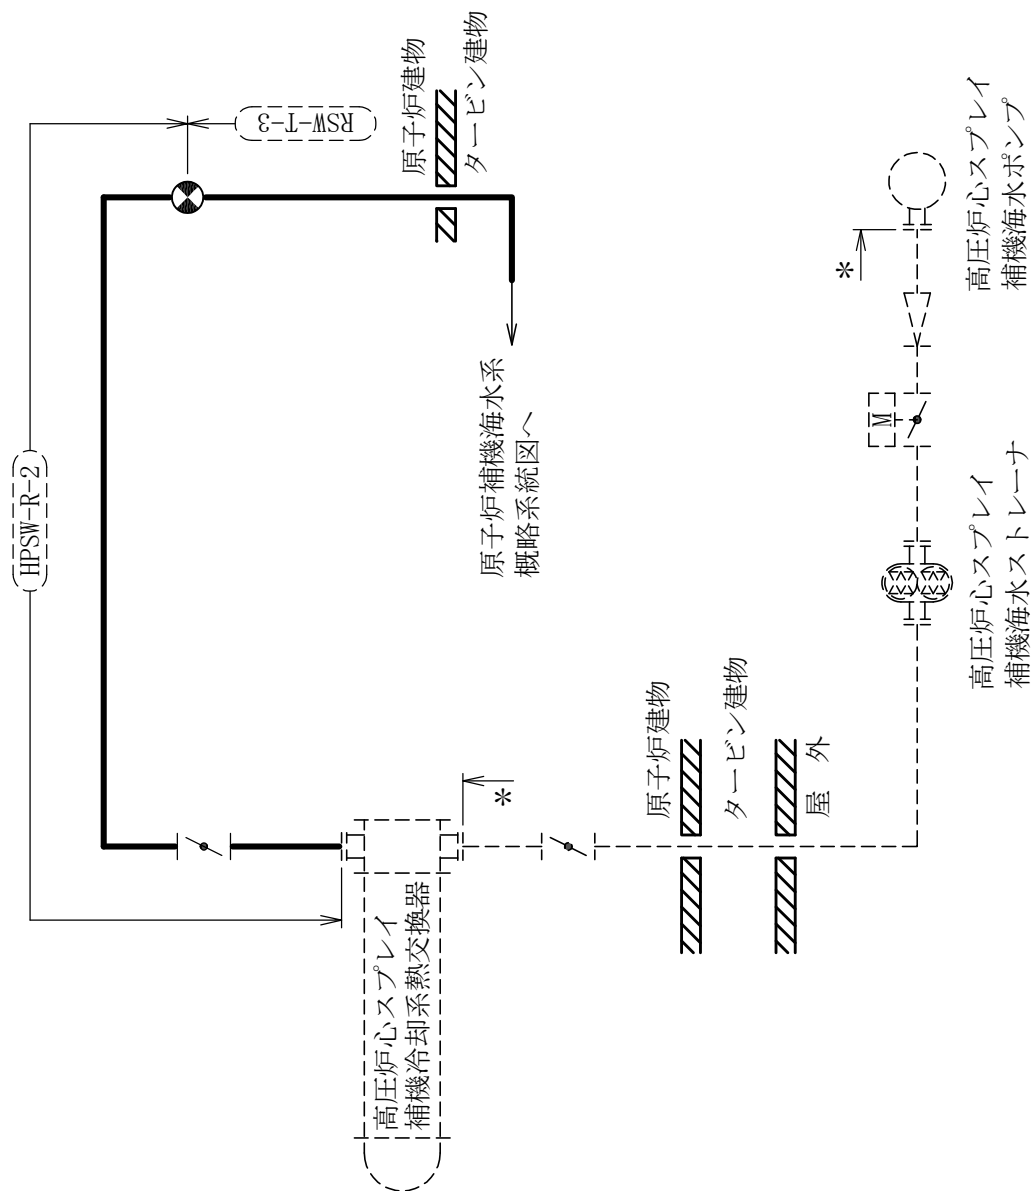 HPSW-R-2
RSW-T-3
原子炉建物
タービン建物
原子炉補機海水系
概略系統図へ
高圧炉心スプレイ
補機冷却系熱交換器
*
原子炉建物
タービン建物
屋 外
*
M
高圧炉心スプレイ
補機海水ストレーナ
高圧炉心スプレイ
補機海水ポンプ